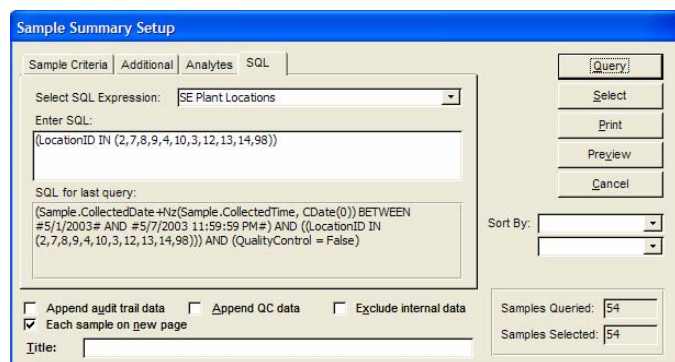 Sample Summary Setup
Sample Criteria Additional Analytes SQL
Select SQL Expression: SE Plant Locations
Enter SQL:
(LocationID IN (2,7,8,9,4,10,3,12,13,14,98))
SQL for last query:
(Sample.CollectedDate+Nz(Sample.CollectedTime, CDate(0)) BETWEEN
#5/1/2003# AND #5/7/2003 11:59:59 PM#) AND ((LocationID IN
(2,7,8,9,4,10,3,12,13,14,98))) AND (QualityControl = False)
Query
Select
Print
Preview
Cancel
Sort By:
Append audit trail data Append QC data Exclude internal data
Each sample on new page
Title:
Samples Queried: 54
Samples Selected: 54